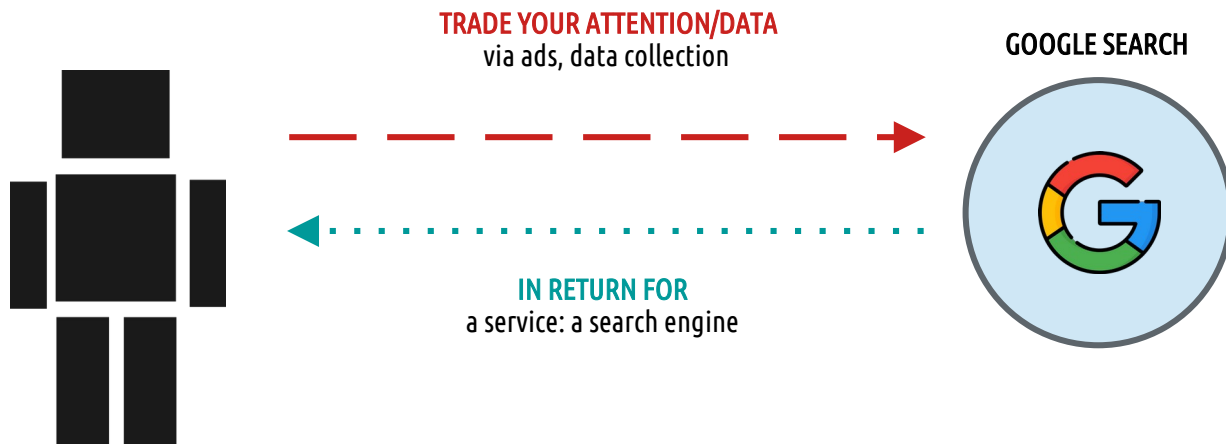 TRADE YOUR ATTENTION/DATA
via ads, data collection
GOOGLE SEARCH
G
IN RETURN FOR
a service: a search engine